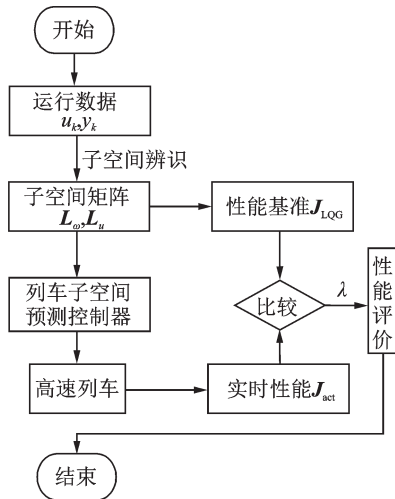 开始
运行数据
u_k,y_k
子空间辨识
子空间矩阵
L_ω,L_u
性能基准J_LQG
列车子空间
预测控制器
比较
λ
性能评价
高速列车
实时性能J_act
结束